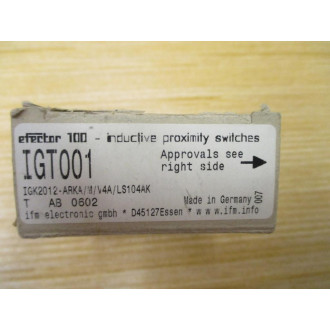 efector 100 - inductive proximity switches
IGT001
Approvals see
right side
IGK2012-ARKA/M/V4A/LS104AK
T AB 0602
Made in Germany
007
ifm electronic gmbh * D45127Essen * www.ifm.info